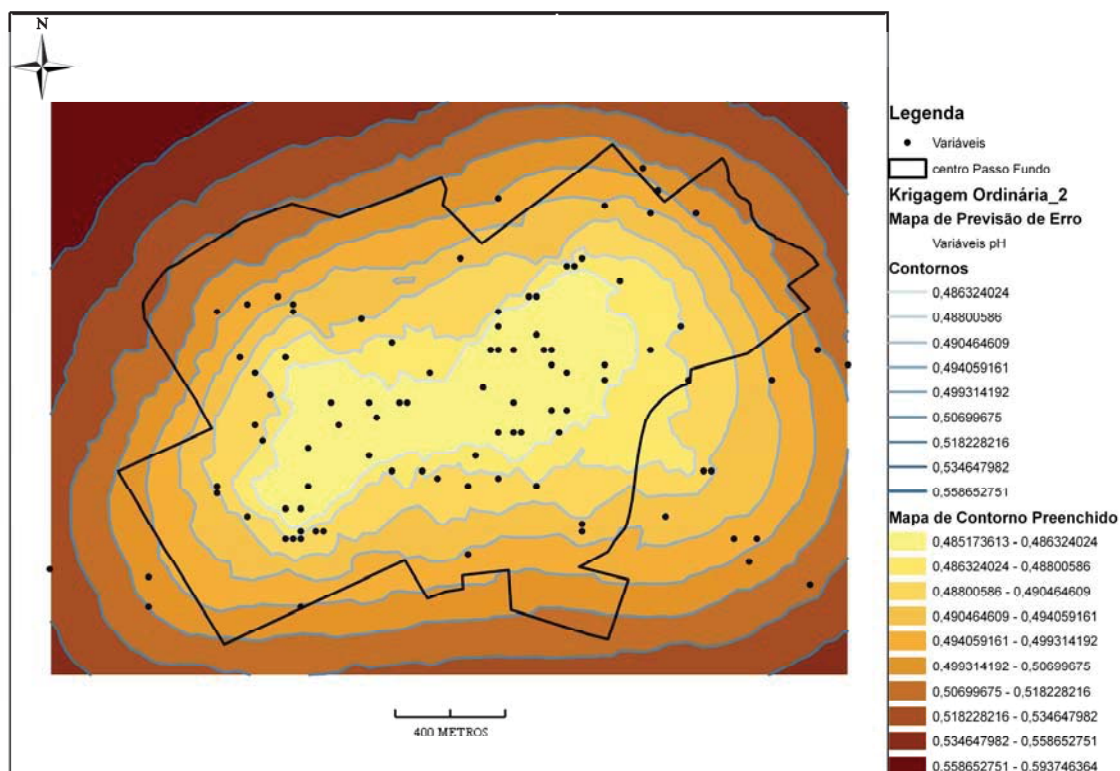 N
Legenda
Variáveis
centro Passo Fundo
Krigagem Ordinária_2
Mapa de Previsão de Erro
Variáveis pH
Contornos
0,486324024
0,48800586
0,490464609
0,494059161
0,499314192
0,50699675
0,518228216
0,534647982
0,558652751
Mapa de Contorno Preenchido
0,485173613 - 0,486324024
0,486324024 - 0,48800586
0,48800586 - 0,490464609
0,490464609 - 0,494059161
0,494059161 - 0,499314192
0,499314192 - 0,50699675
0,50699675 - 0,518228216
0,518228216 - 0,534647982
0,534647982 - 0,558652751
0,558652751 - 0,593746364
400 METROS